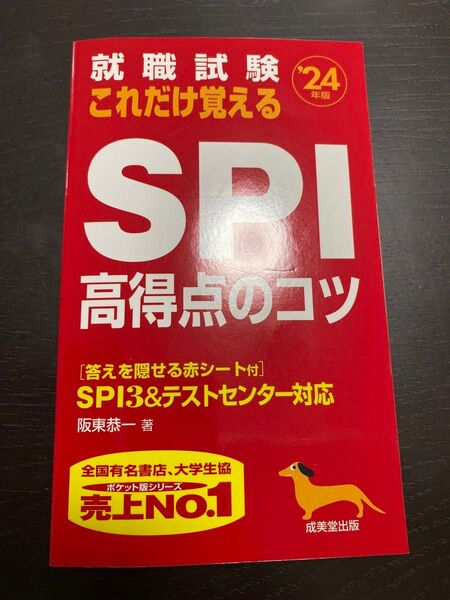 就職試験
これだけ覚える
'24
年版
SPI
高得点のコツ
[答えを隠せる赤シート付]
SPI3&テストセンター対応
阪東恭一 著
全国有名書店、大学生協
ポケット版シリーズ
売上NO.1
成美堂出版